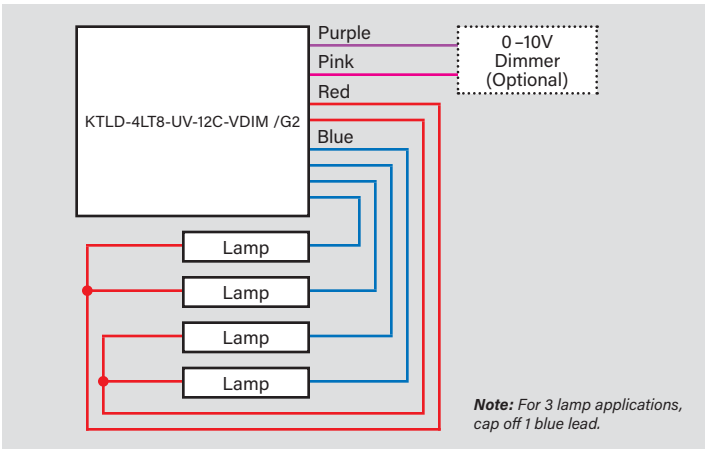 Purple
0–10V
Dimmer
(Optional)
Pink
Red
KTLD-4LT8-UV-12C-VDIM /G2
Blue
Lamp
Lamp
Lamp
Lamp
Note: For 3 lamp applications,
cap off 1 blue lead.